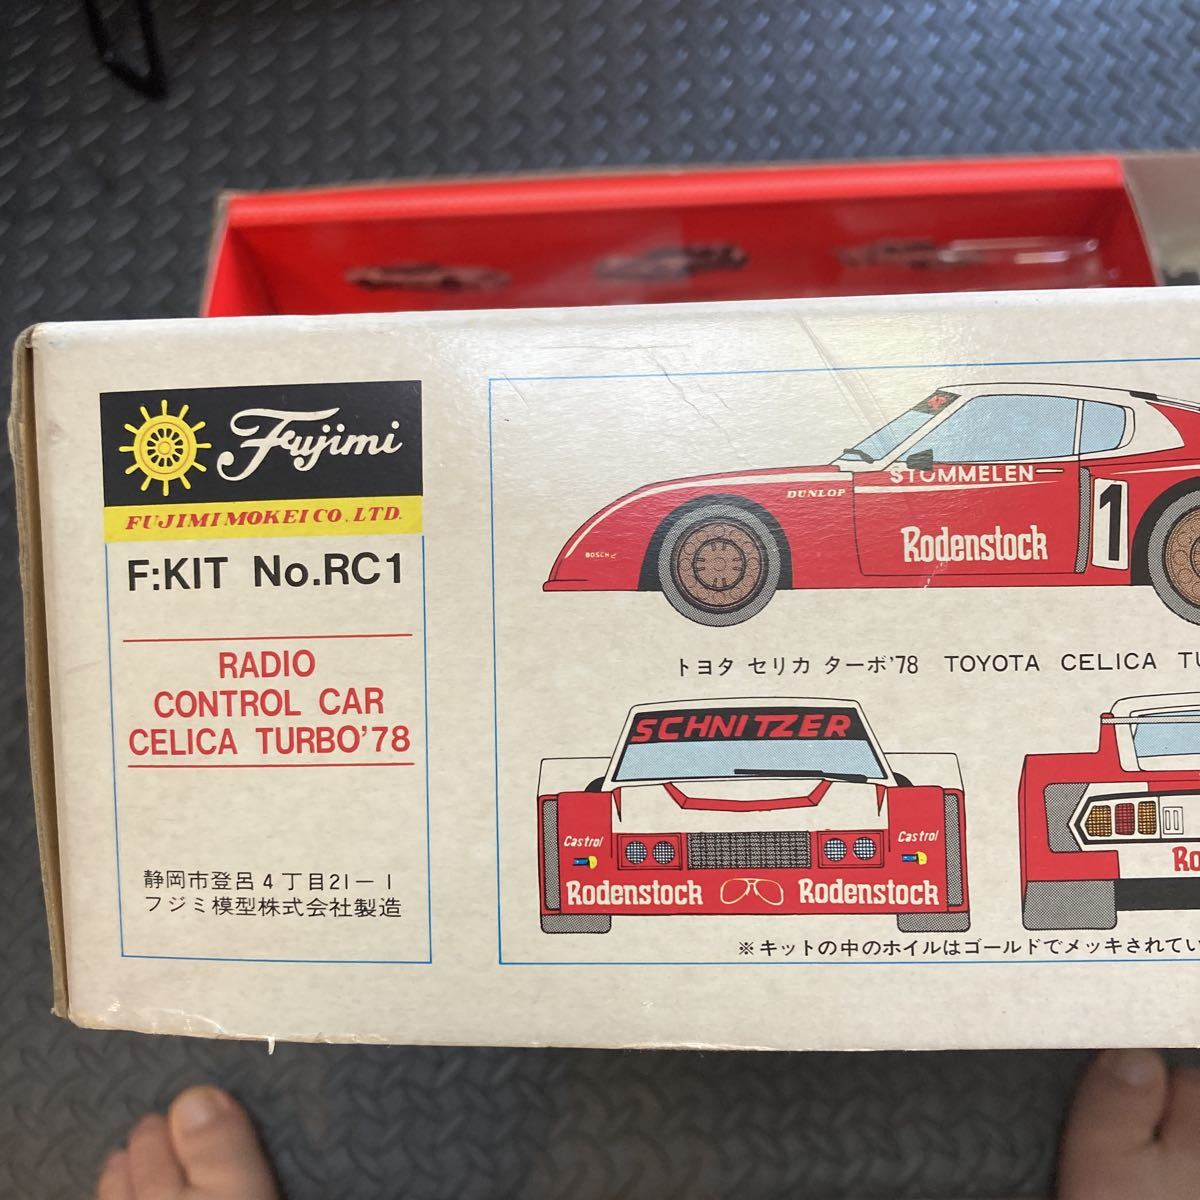 Fujimi
FUJIMI MOKEI CO., LTD.
F:KIT No.RC1
RADIO
CONTROL CAR
CELICA TURBO'78
静岡市登呂4丁目21-1
フジミ模型株式会社製造
STOMMELEN
DUNLOP
Rodenstock
1
BOSCH
トヨタ セリカ ターボ'78 TOYOTA CELICA TU
SCHNITZER
Castrol
Castrol
Rodenstock
Rodenstock
Ro
※キットの中のホイルはゴールドでメッキされてい